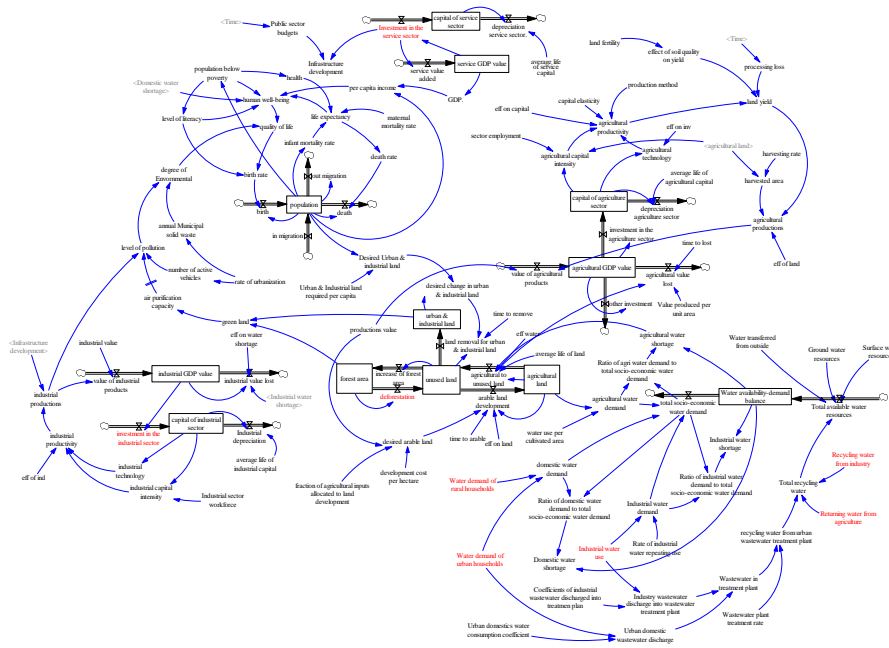 <Time>
Public sector
budgets
capital of service
sector
depreciation
service sector.
Investment in the
service sector
Infrastructure
development
service value
added
service GDP value
average life
of service
capital
GDP.
land fertility
effect of soil quality
on yield
<Time>
processing loss
land yield
population below
poverty
health
<Domestic water
shortage>
human well-being
per capita income
level of literacy
quality of life
life expectancy
maternal
mortality rate
infant mortality rate
death rate
degree of
Envornmental
birth rate
out migration
birth
population
death
in migration
production method
capital elasticity
eff on capital
agricultural
productivity
eff on inv
sector employment
agricultural capital
intensity
agricultural
technology
<agricultural land>
harvesting rate
average life of
agricultural capital
harvested area
capital of agriculture
sector
depreciation
agriculture sector
agricultural
productions
investment in the
agriculture sector
time to lost
eff of land
value of agricultural
products
agricultural GDP value
agricultural value
lost
other investment
Value produced per
unit area
annual Municipal
solid waste
level of pollution
number of active
vehicles
rate of urbanization
air purification
capacity
green land
Desired Urban &
industrial land
Urban & Industrial land
required per capita
desired change in urban
& industrial land
time to remove
productions value
urban &
industrial land
land removal for urban
& industrial land
eff water
average life of land
forest area
increase of forest
area
deforestation
unused land
agricultural to
unused land
agricultural
land
arable land
development
time to arable
eff on land
desired arable land
fraction of agricultural inputs
allocated to land
development
development cost
per hectare
<Infrastructure
development>
industrial value
eff on water
shortage
industrial GDP value
value of industrial
products
industrial value lost
industrial
productions
<Industrial water
shortage>
capital of industrial
sector
investment in the
industrial sector
Industrial
depreciation
industrial
productivity
average life of
industrial capital
eff of ind
industrial
technology
industrial capital
intensity
Industrial sector
workforce
agricultural water
shortage
Water transferred
from outside
Ground water
resources
Surface w
resou
Ratio of agri water demand to
total socio-economic water
demand
Water availability-demand
balance
agricultural water
demand
total socio-economic
water demand
Total available water
resources
water use per
cultivated area
Industrial water
shortage
domestic water
demand
Water demand of
rural households
Ratio of industrial water
demand to total
socio-economic water demand
Recycling water
from industry
Total recycling
water
Ratio of domestic water
demand to total
socio-economic water demand
Industrial water
demand
Returning water from
agriculture
recycling water from urban
wastewater treatment plant
Water demand of
urban households
Industrial water
use
Rate of industrial
water repeating use
Domestic water
shortage
Coefficients of industrial
wastewater discharged into
treatmen plan
Industry wastewater
discharge into wastewater
treatment plant
Wastewater in
treatment plant
Wastewater plant
treatment rate
Urban domestics water
consumption coefficient
Urban domestic
wastewater discharge